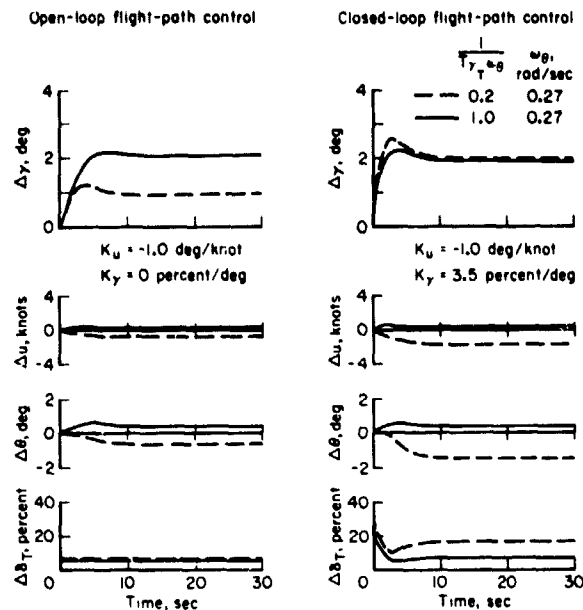 Open-loop flight-path control
Closed-loop flight-path control
1
T_γT ω_θ
ω_θ,
rad/sec
0.2 0.27
1.0 0.27
Δγ, deg
4
2
0
Δγ, deg
4
2
0
K_u = -1.0 deg/knot
K_γ = 0 percent/deg
K_u = -1.0 deg/knot
K_γ = 3.5 percent/deg
Δu, knots
4
0
-4
Δu, knots
4
0
-4
Δθ, deg
2
0
-2
Δθ, deg
2
0
-2
Δδ_T, percent
40
20
0 10 20 30
Time, sec
Δδ_T, percent
40
20
0 10 20 30
Time, sec